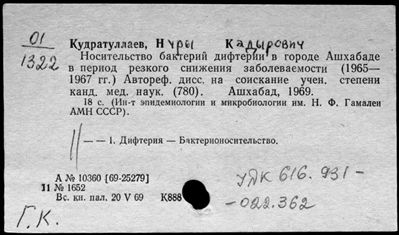 01
1322
Кудратуллаев, Нуры Кадырович
Носительство бактерий дифтерии в городе Ашхабаде
в период резкого снижения заболеваемости (1965—
1967 гг.) Автореф. дисс. на соискание учен. степени
канд. мед. наук. (780). Ашхабад, 1969.
18 с. (Ин-т эпидемиологии и микробиологии им. Н. Ф. Гамалеи
АМН СССР).
— — 1. Дифтерия — Бактерионосительство.
А № 10360 [69-25279]
II № 1652
Вс. кн. пал. 20 V 69 К888
УДК 616.931-
-022.362
Г.К.